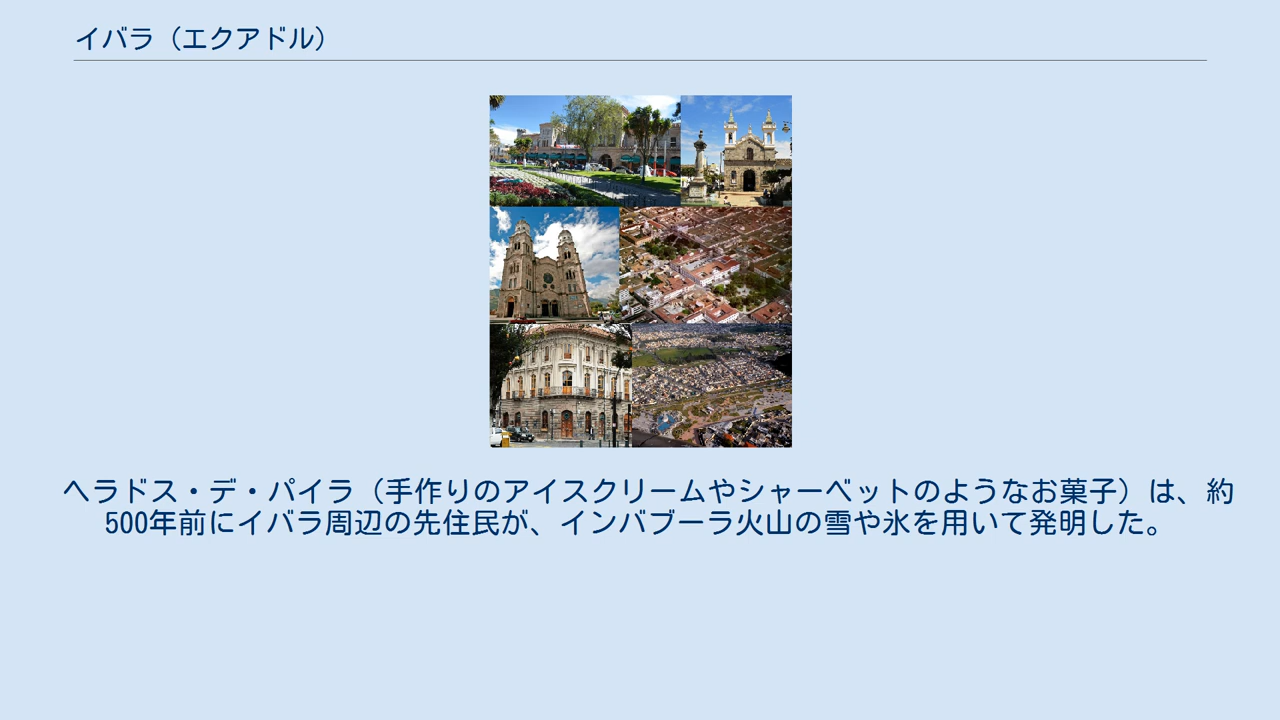 イバラ（エクアドル）
ヘラドス・デ・パイラ（手作りのアイスクリームやシャーベットのようなお菓子）は、約
500年前にイバラ周辺の先住民が、インバブーラ火山の雪や氷を用いて発明した。